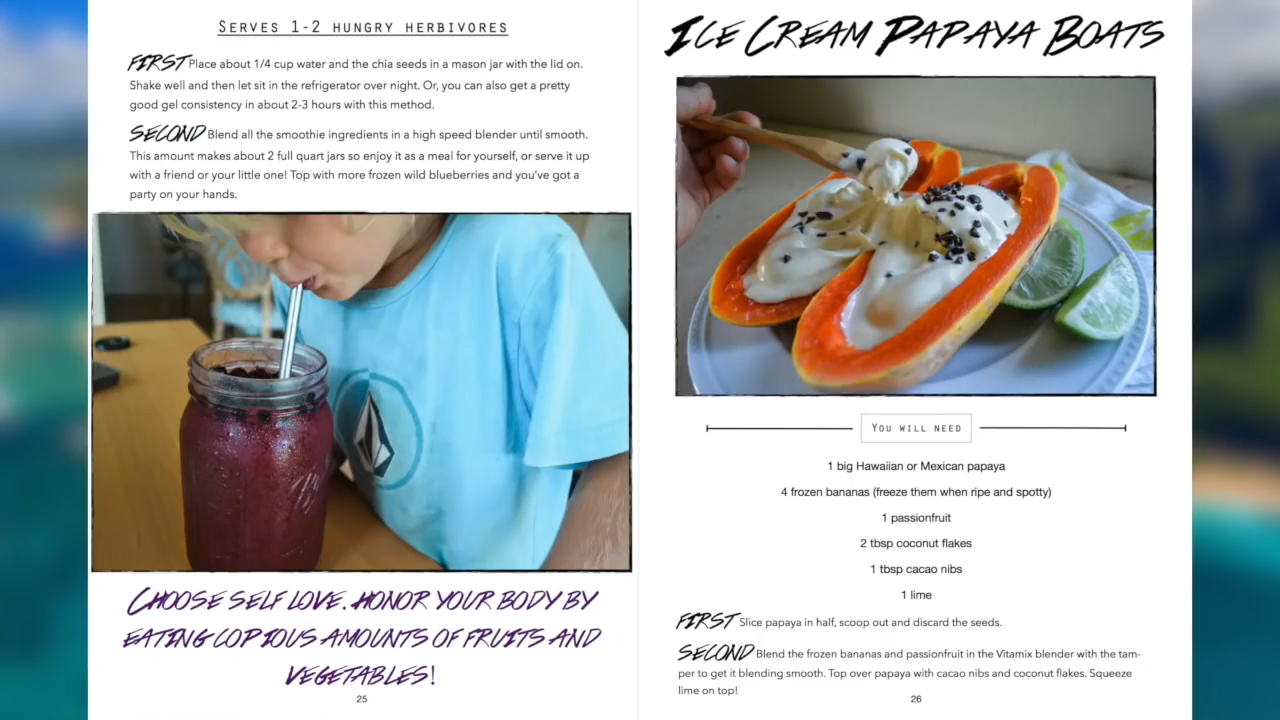 SERVES 1-2 HUNGRY HERBIVORES
FIRST Place about 1/4 cup water and the chia seeds in a mason jar with the lid on.
Shake well and then let sit in the refrigerator over night. Or, you can also get a pretty
good gel consistency in about 2-3 hours with this method.
SECOND Blend all the smoothie ingredients in a high speed blender until smooth.
This amount makes about 2 full quart jars so enjoy it as a meal for yourself, or serve it up
with a friend or your little one! Top with more frozen wild blueberries and you've got a
party on your hands.
CHOOSE SELF LOVE. HONOR YOUR BODY BY
EATING COPIOUS AMOUNTS OF FRUITS AND
VEGETABLES!
25
ICE CREAM PAPAYA BOATS
YOU WILL NEED
1 big Hawaiian or Mexican papaya
4 frozen bananas (freeze them when ripe and spotty)
1 passionfruit
2 tbsp coconut flakes
1 tbsp cacao nibs
1 lime
FIRST Slice papaya in half, scoop out and discard the seeds.
SECOND Blend the frozen bananas and passionfruit in the Vitamix blender with the tam-
per to get it blending smooth. Top over papaya with cacao nibs and coconut flakes. Squeeze
lime on top!
26